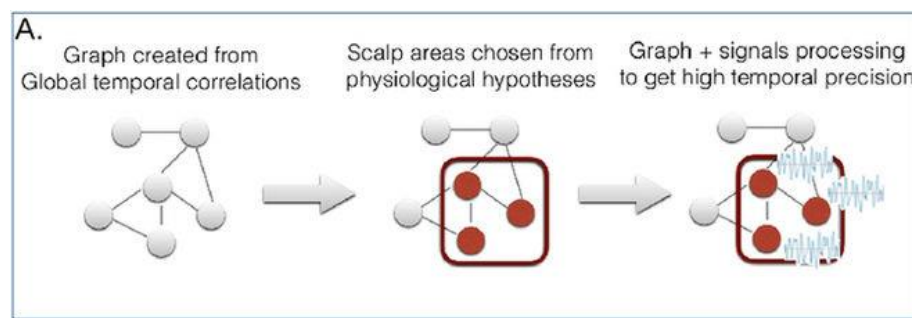 A.
Graph created from
Global temporal correlations
Scalp areas chosen from
physiological hypotheses
Graph + signals processing
to get high temporal precision